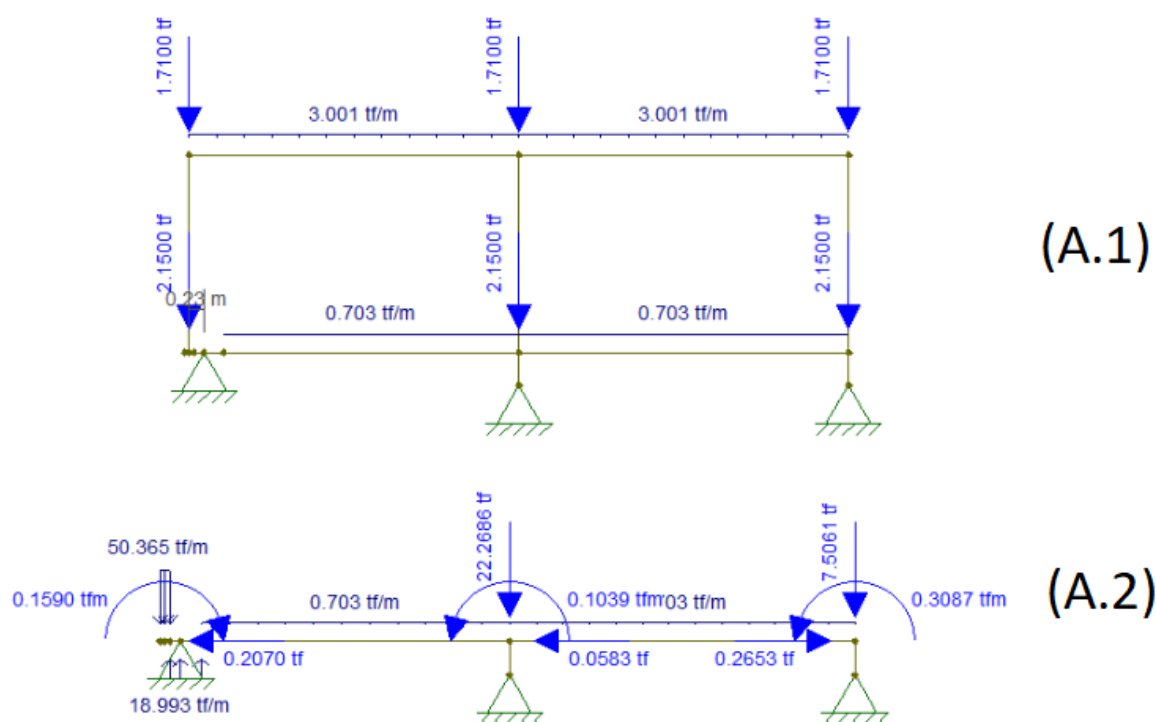 1.7100 tf 1.7100 tf 1.7100 tf
3.001 tf/m 3.001 tf/m
(A.1)
2.1500 tf 2.1500 tf 2.1500 tf
0.23 m
0.703 tf/m 0.703 tf/m
22.2686 tf 7.5061 tf
50.365 tf/m
(A.2)
0.1590 tfm 0.703 tf/m 0.1039 tfm 03 tf/m 0.3087 tfm
0.2070 tf 0.0583 tf 0.2653 tf
18.993 tf/m